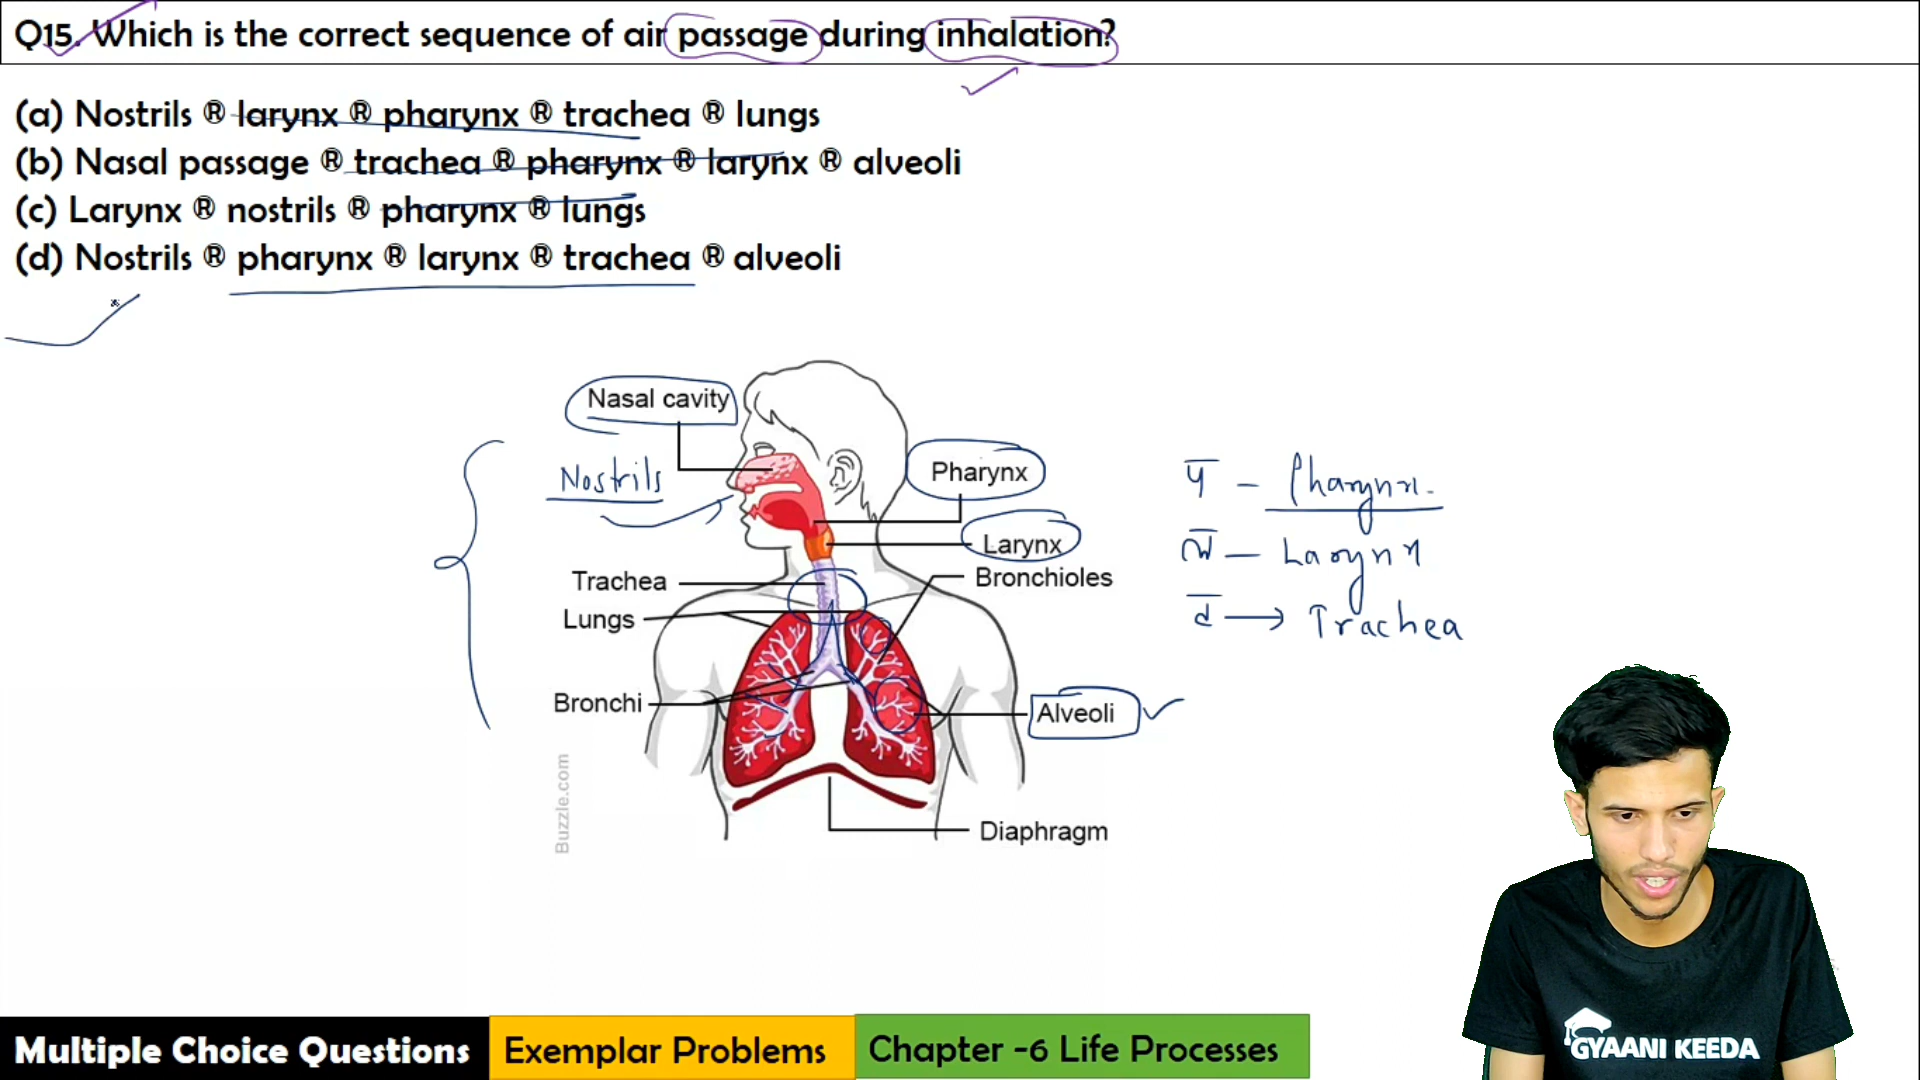 Q15. Which is the correct sequence of air passage during inhalation?
(a) Nostrils ® larynx ® pharynx ® trachea ® lungs
(b) Nasal passage ® trachea ® pharynx ® larynx ® alveoli
(c) Larynx ® nostrils ® pharynx ® lungs
(d) Nostrils ® pharynx ® larynx ® trachea ® alveoli
Nasal cavity
Nostrils
Pharynx
Larynx
Trachea
Bronchioles
Lungs
Bronchi
Alveoli
Diaphragm
Buzzle.com
प – Pharynx.
ल – Larynx
ट → Trachea
GYAANI KEEDA
Multiple Choice Questions
Exemplar Problems
Chapter -6 Life Processes